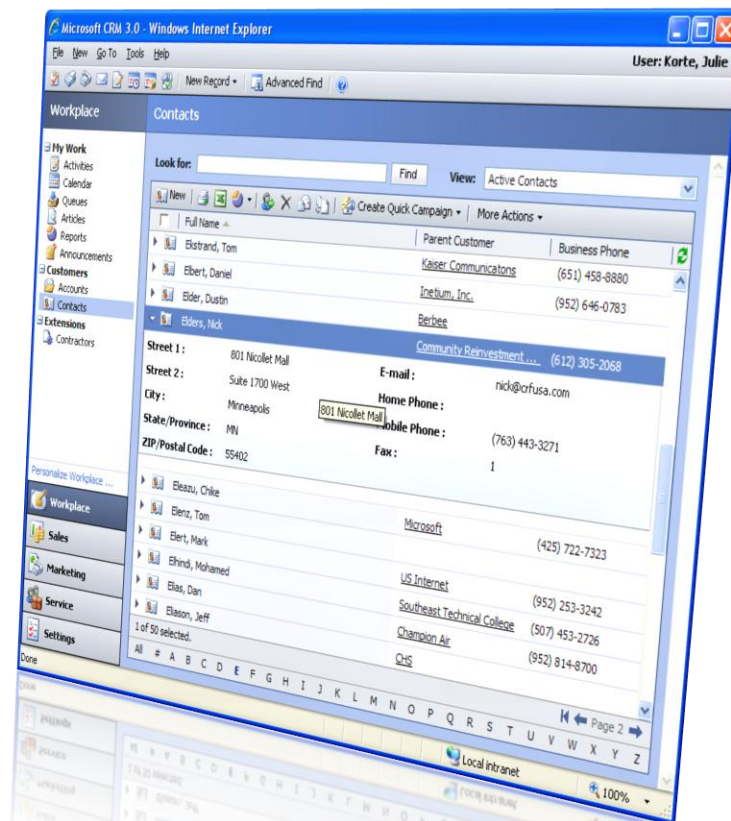 Microsoft CRM 3.0 - Windows Internet Explorer
File New Go To Tools Help
User: Korte, Julie
New Record Advanced Find
Workplace
Contacts
My Work
Activities
Calendar
Queues
Articles
Reports
Announcements
Customers
Accounts
Contacts
Extensions
Contractors
Look for: Find View: Active Contacts
New Create Quick Campaign More Actions
Full Name Parent Customer Business Phone
Ekstrand, Tom Kaiser Communicatons (651) 458-8880
Elbert, Daniel Inetium, Inc. (952) 646-0783
Elder, Dustin Berbee
Elders, Nick Community Reinvestment ... (612) 305-2068
Street 1: 801 Nicollet Mall E-mail: nick@crfusa.com
Street 2: Suite 1700 West Home Phone:
City: Minneapolis 801 Nicollet Mall Mobile Phone: (763) 443-3271
State/Province: MN Fax: 1
ZIP/Postal Code: 55402
Eleazu, Chike Microsoft (425) 722-7323
Elenz, Tom
Elert, Mark US Internet (952) 253-3242
Elhindi, Mohamed Southeast Technical College (507) 453-2726
Elias, Dan Champion Air (952) 814-8700
Eliason, Jeff CHS
1 of 50 selected. Page 2
All # A B C D E F G H I J K L M N O P Q R S T U V W X Y Z
Personalize Workplace ...
Workplace
Sales
Marketing
Service
Settings
Done Local intranet 100%